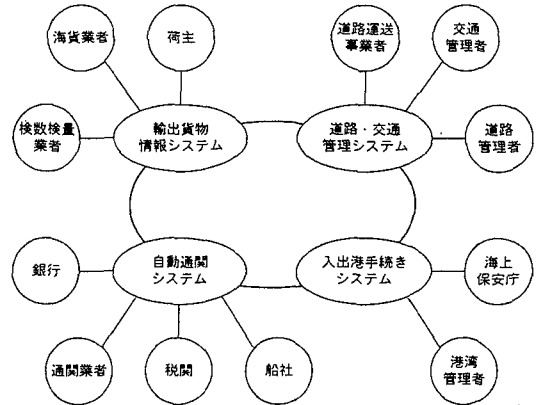 海貨業者
荷主
道路運送
事業者
交通
管理者
検数検量
業者
輸出貨物
情報システム
道路・交通
管理システム
道路
管理者
銀行
自動通関
システム
入出港手続き
システム
海上
保安庁
通関業者
税関
船社
港湾
管理者